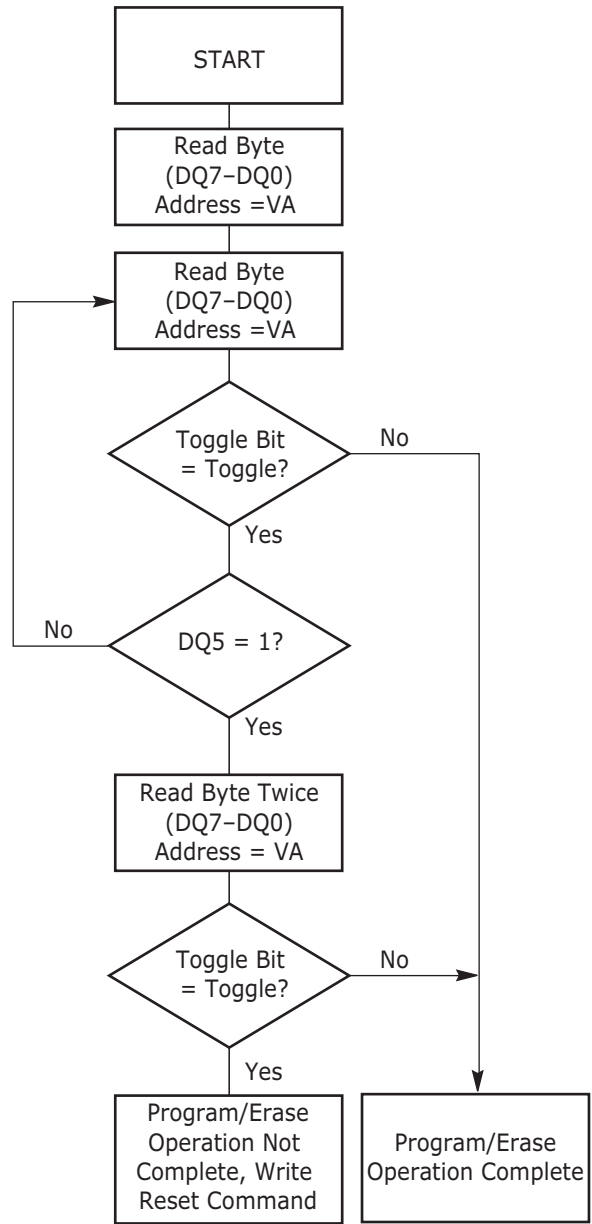 START
Read Byte
(DQ7–DQ0)
Address =VA
Read Byte
(DQ7–DQ0)
Address =VA
Toggle Bit
= Toggle?
No
Yes
No
DQ5 = 1?
Yes
Read Byte Twice
(DQ7–DQ0)
Address = VA
Toggle Bit
= Toggle?
No
Yes
Program/Erase
Operation Not
Complete, Write
Reset Command
Program/Erase
Operation Complete